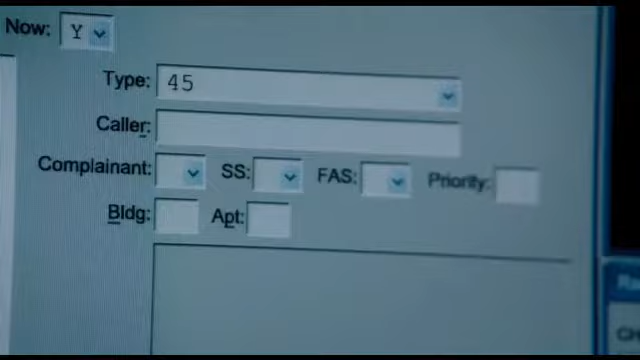 Now: Y
Type: 45
Caller:
Complainant: SS: FAS: Priority:
Bldg: Apt: